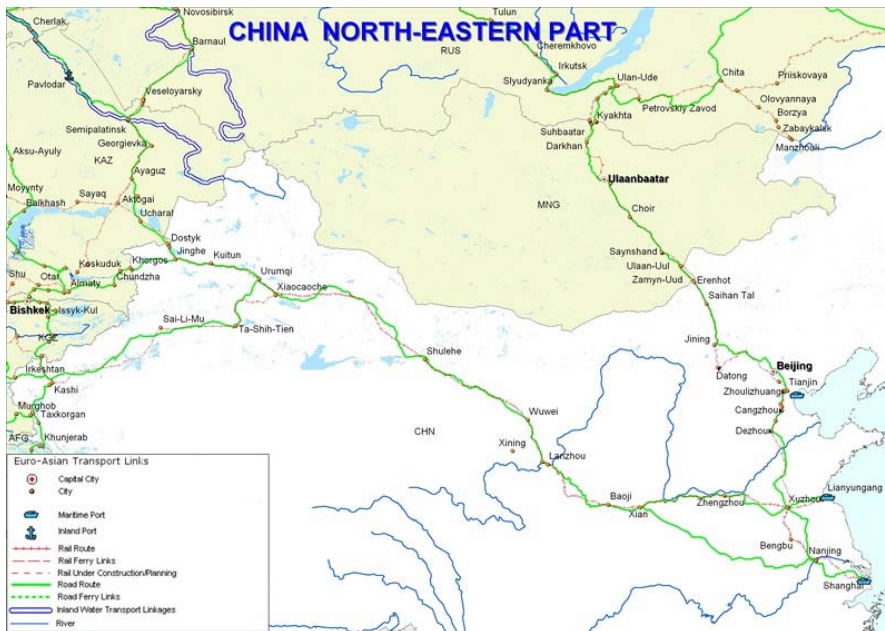 CHINA NORTH-EASTERN PART
Cherlak
Novosibirsk
Barnaul
Pavlodar
Veseloyarsky
Semipalatinsk
Georgievka
KAZ
Aksu-Ayuly
Ayaguz
Moyynty
Sayaq
Aktogai
Balkhash
Ucharal
Dostyk
Jinghe
Kuitun
Koskuduk
Khorgos
Shu
Otar
Almaty
Chundzha
Urumqi
Xiaocaoche
Bishkek
Issyk-Kul
Sai-Li-Mu
Ta-Shih-Tien
KGZ
Irkeshtan
Kashi
Murghob
Taxkorgan
AFG
Khunjerab
RUS
Tulun
Cheremkhovo
Irkutsk
Slyudyanka
Ulan-Ude
Chita
Priiskovaya
Petrovskiy Zavod
Olovyannaya
Borzya
Zabaykalsk
Manzhouli
Kyakhta
Suhbaatar
Darkhan
Ulaanbaatar
MNG
Choir
Saynshand
Ulaan-Uul
Zamyn-Uud
Erenhot
Saihan Tal
Jining
Datong
Beijing
Tianjin
Zhoulizhuang
Cangzhou
Dezhou
Shulehe
Wuwei
CHN
Xining
Lanzhou
Baoji
Xian
Zhengzhou
Xuzhou
Lianyungang
Bengbu
Nanjing
Shanghai
Euro-Asian Transport Links
Capital City
City
Maritime Port
Inland Port
Rail Route
Rail Ferry Links
Rail Under Construction/Planning
Road Route
Road Ferry Links
Inland Water Transport Linkages
River